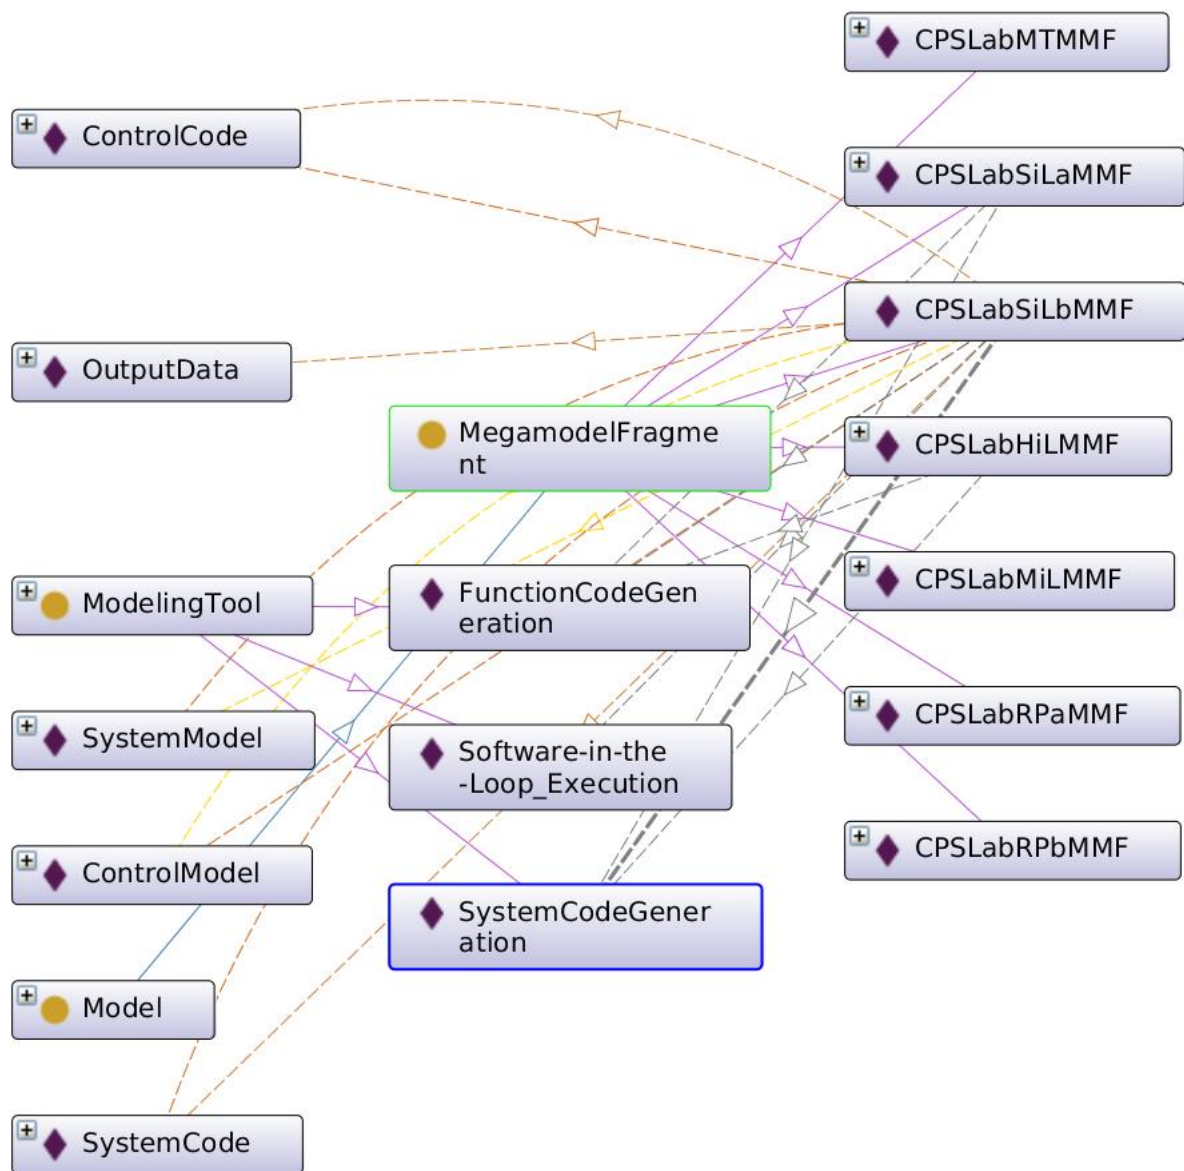 CPSLabMTMMF
ControlCode
CPSLabSiLaMMF
CPSLabSiLbMMF
OutputData
MegamodelFragme
nt
CPSLabHiLMMF
ModelingTool
FunctionCodeGen
eration
CPSLabMiLMMF
SystemModel
Software-in-the
-Loop_Execution
CPSLabRPaMMF
ControlModel
CPSLabRPbMMF
SystemCodeGener
ation
Model
SystemCode